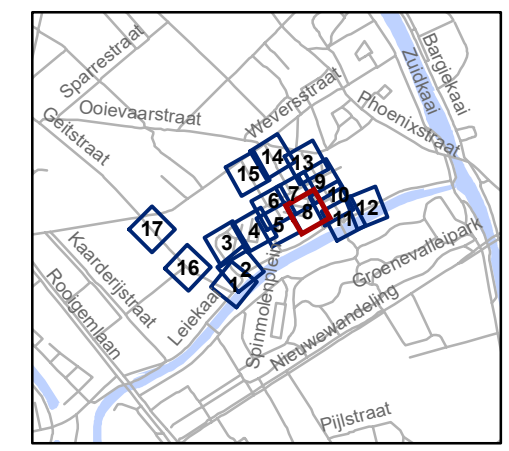 Sparrestraat
Bargiekaai
Zuidkaai
Weversstraat
Phoenixstraat
Ooievaarstraat
Geitstraat
14
13
15
9
7
10
6
8
12
11
17
5
4
3
16
2
1
Kaarderijstraat
Rooigemlaan
Leiekaai
Spinmolenplein
Groenevalleipark
Nieuwewandeling
Pijlstraat